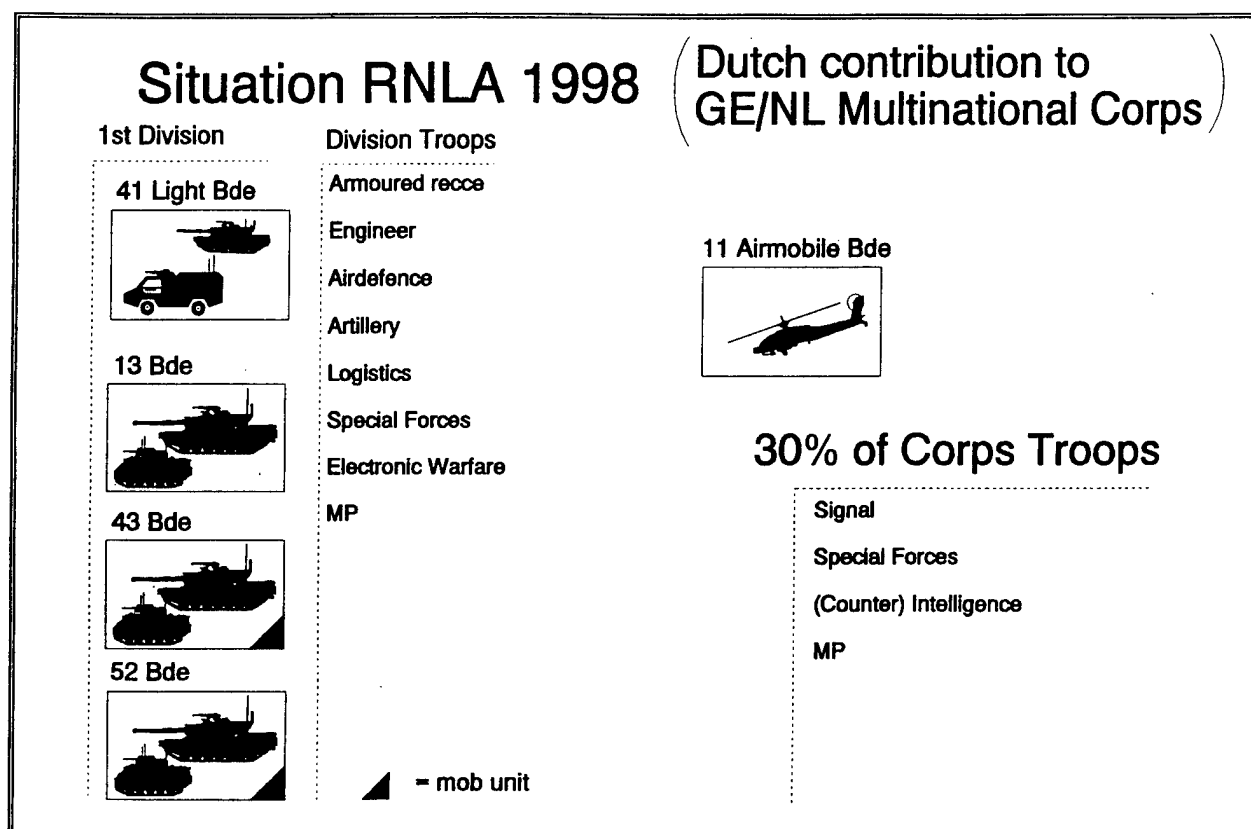 Situation RNLA 1998
Dutch contribution to
GE/NL Multinational Corps
1st Division
41 Light Bde
13 Bde
43 Bde
52 Bde
Division Troops
Armoured recce
Engineer
Airdefence
Artillery
Logistics
Special Forces
Electronic Warfare
MP
= mob unit
11 Airmobile Bde
30% of Corps Troops
Signal
Special Forces
(Counter) Intelligence
MP